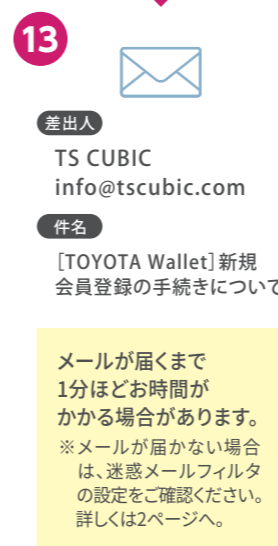 13
差出人
TS CUBIC
info@tscubic.com
件名
［TOYOTA Wallet］新規
会員登録の手続きについて
メールが届くまで
1分ほどお時間が
かかる場合があります。
※メールが届かない場合
は、迷惑メールフィルタ
の設定をご確認ください。
詳しくは2ページへ。